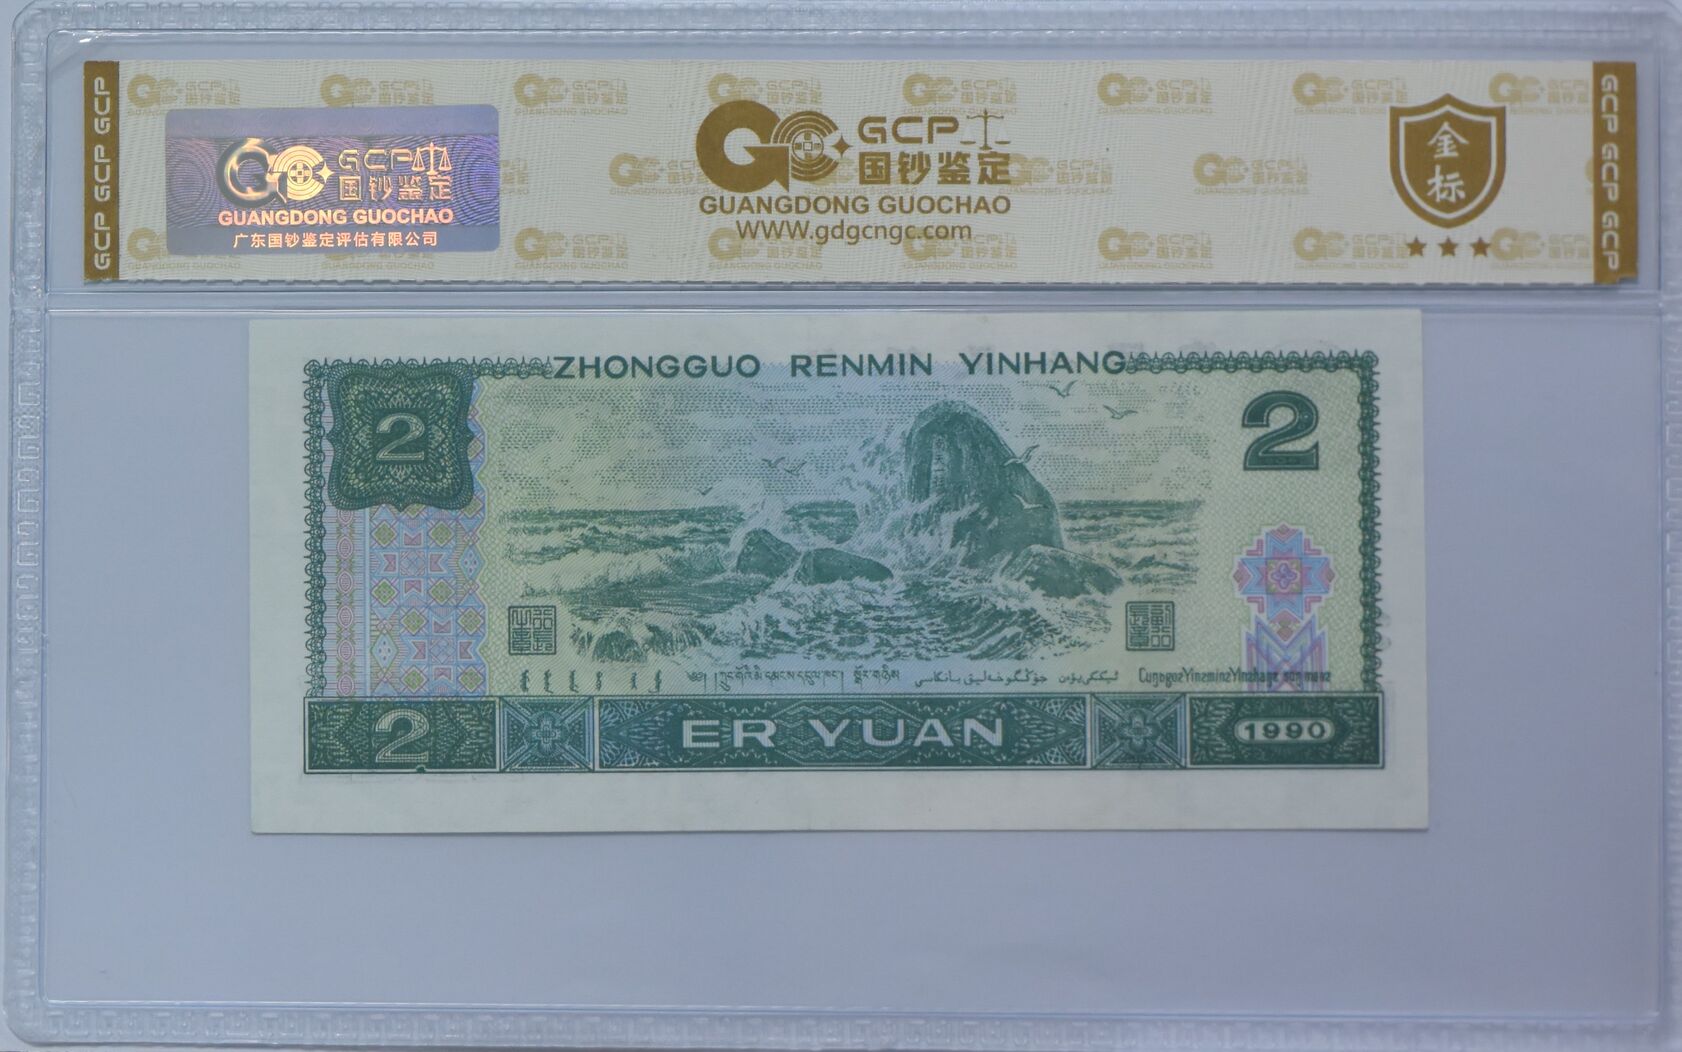 GCP GCP GCP
GCP
国钞鉴定
GUANGDONG GUOCHAO
广东国钞鉴定评估有限公司
GCP
国钞鉴定
GUANGDONG GUOCHAO
WWW.gdgcngc.com
金标
GCP GCP GCP
ZHONGGUO RENMIN YINHANG
2
2
2
ER YUAN
1990